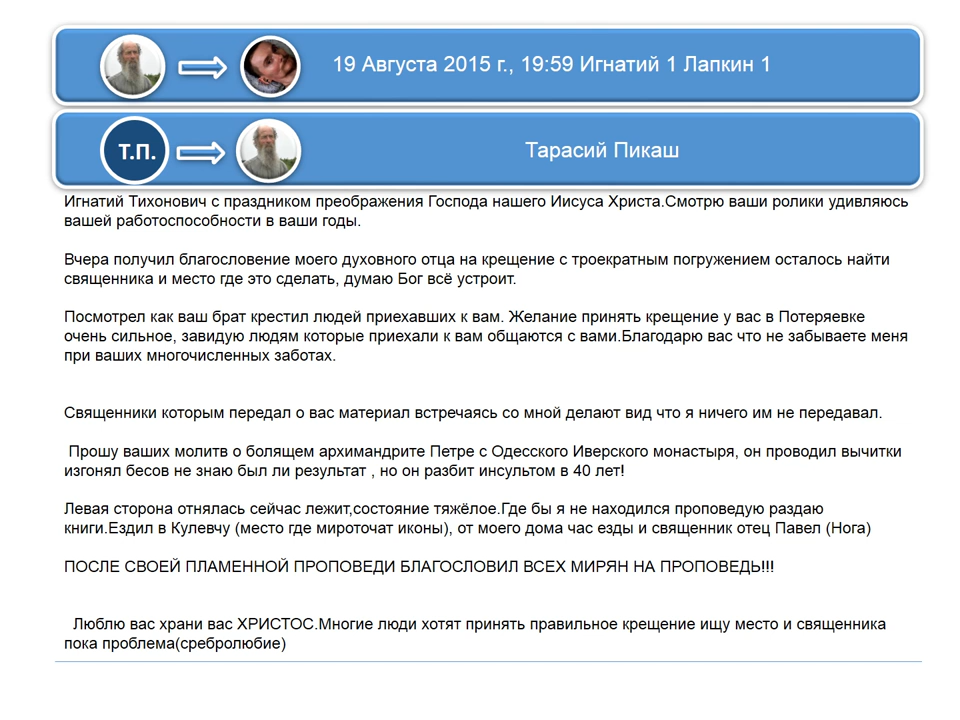 19 Августа 2015 г., 19:59 Игнатий 1 Лапкин 1
Т.П.
Тарасий Пикаш
Игнатий Тихонович с праздником преображения Господа нашего Иисуса Христа.Смотрю ваши ролики удивляюсь
вашей работоспособности в ваши годы.
Вчера получил благословение моего духовного отца на крещение с троекратным погружением осталось найти
священника и место где это сделать, думаю Бог всё устроит.
Посмотрел как ваш брат крестил людей приехавших к вам. Желание принять крещение у вас в Потеряевке
очень сильное, завидую людям которые приехали к вам общаются с вами.Благодарю вас что не забываете меня
при ваших многочисленных заботах.
Священники которым передал о вас материал встречаясь со мной делают вид что я ничего им не передавал.
Прошу ваших молитв о болящем архимандрите Петре с Одесского Иверского монастыря, он проводил вычитки
изгонял бесов не знаю был ли результат , но он разбит инсультом в 40 лет!
Левая сторона отнялась сейчас лежит,состояние тяжёлое.Где бы я не находился проповедую раздаю
книги.Ездил в Кулевчу (место где мироточат иконы), от моего дома час езды и священник отец Павел (Нога)
ПОСЛЕ СВОЕЙ ПЛАМЕННОЙ ПРОПОВЕДИ БЛАГОСЛОВИЛ ВСЕХ МИРЯН НА ПРОПОВЕДЬ!!!
Люблю вас храни вас ХРИСТОС.Многие люди хотят принять правильное крещение ищу место и священника
пока проблема(сребролюбие)